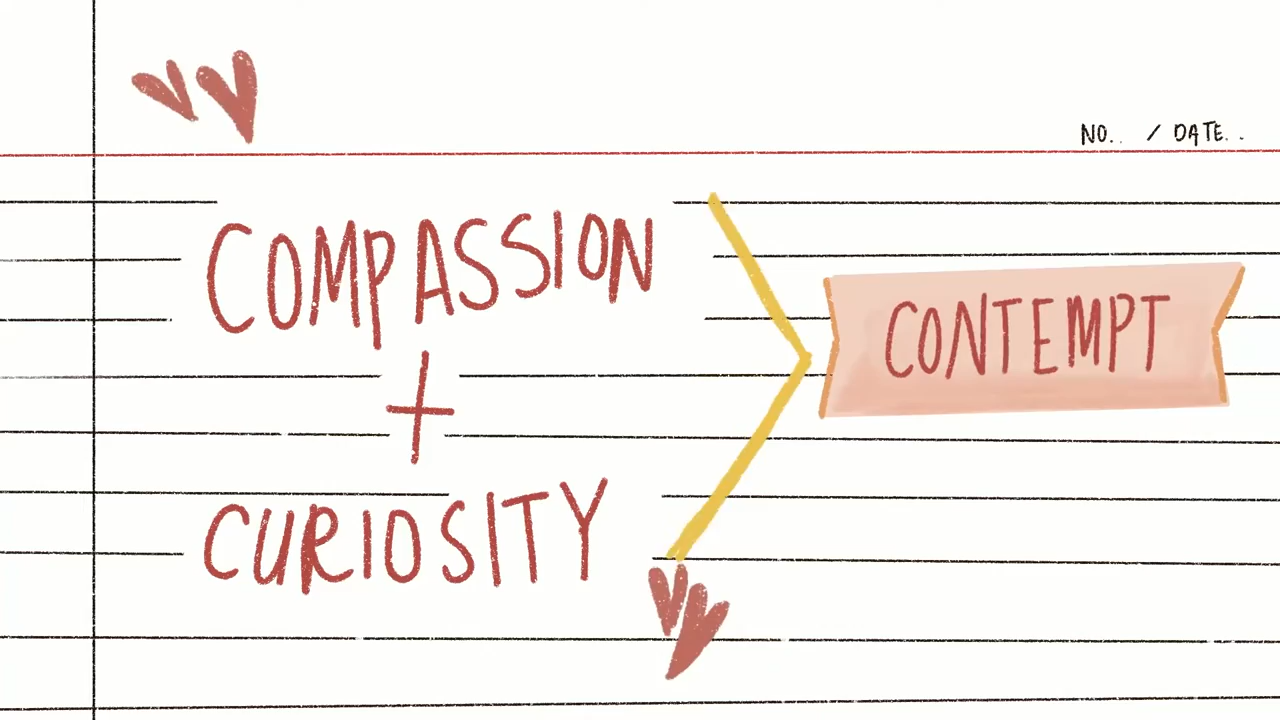 NO.. / DATE..
COMPASSION
+
CURIOSITY
> CONTEMPT